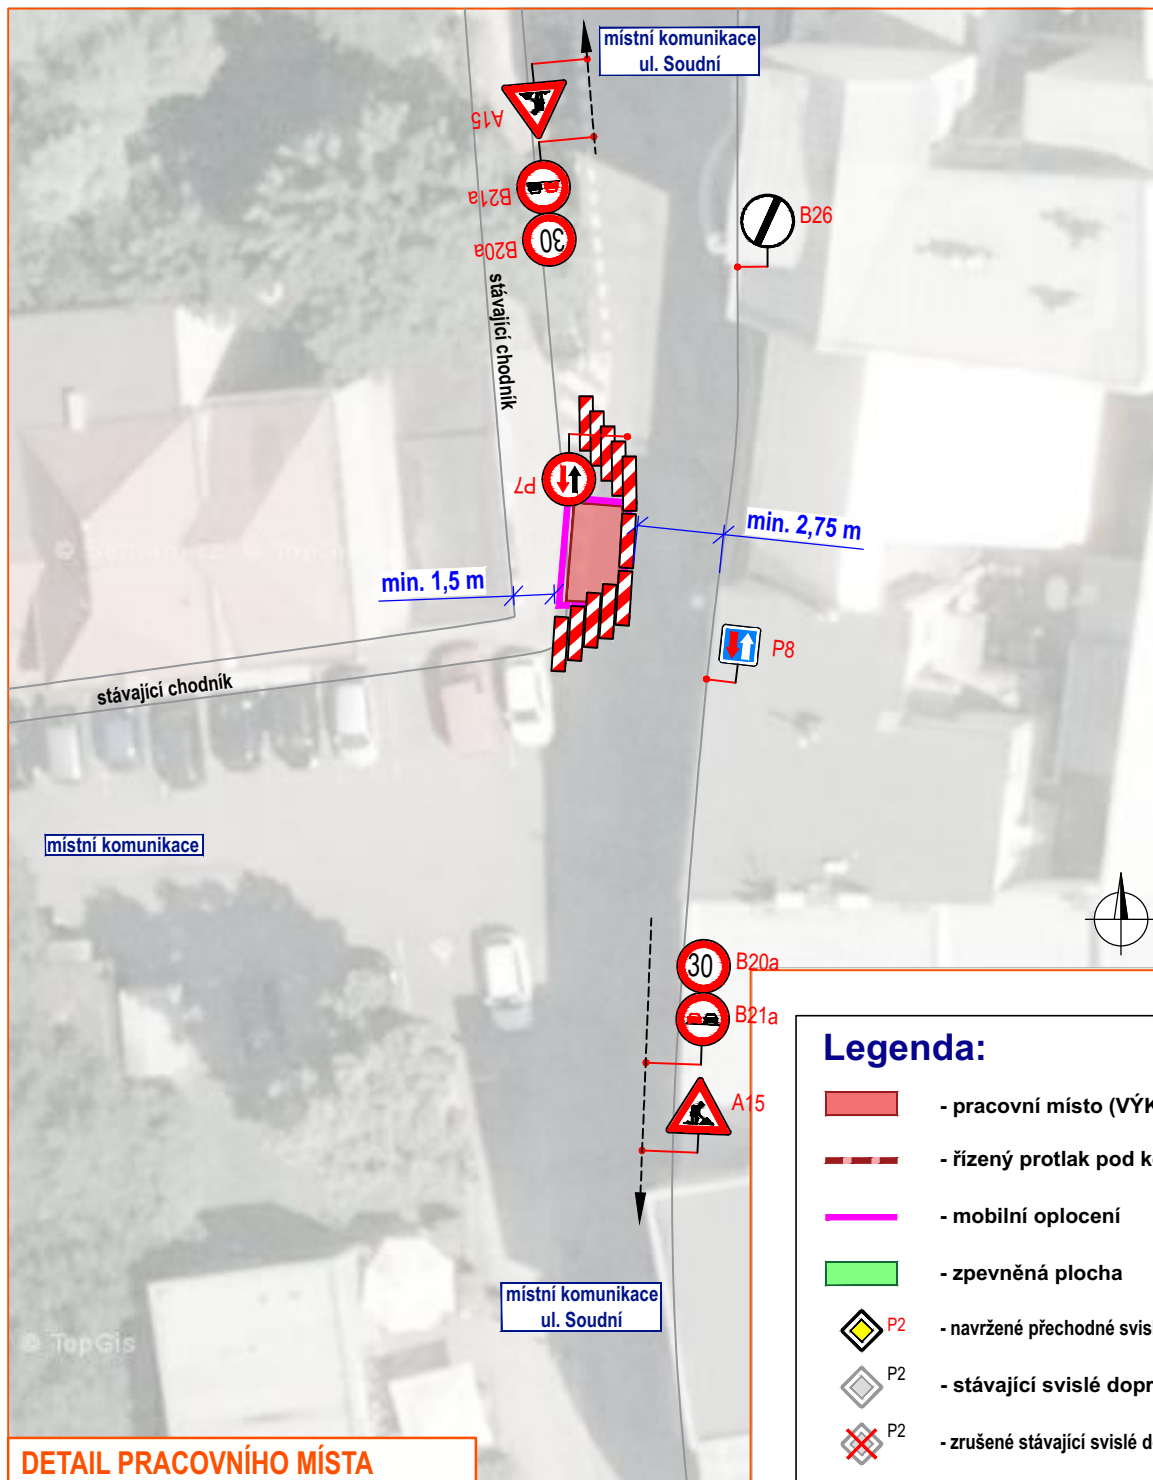 místní komunikace
ul. Soudní
A15
B21a
B20a
30
B26
stávající chodník
P7
min. 2,75 m
min. 1,5 m
P8
stávající chodník
místní komunikace
30
B20a
B21a
A15
místní komunikace
ul. Soudní
© TopGis
DETAIL PRACOVNÍHO MÍSTA
Legenda:
- pracovní místo (VÝK
- řízený protlak pod k
- mobilní oplocení
- zpevněná plocha
P2 - navržené přechodné svis
P2 - stávající svislé dopr
P2 - zrušené stávající svislé d